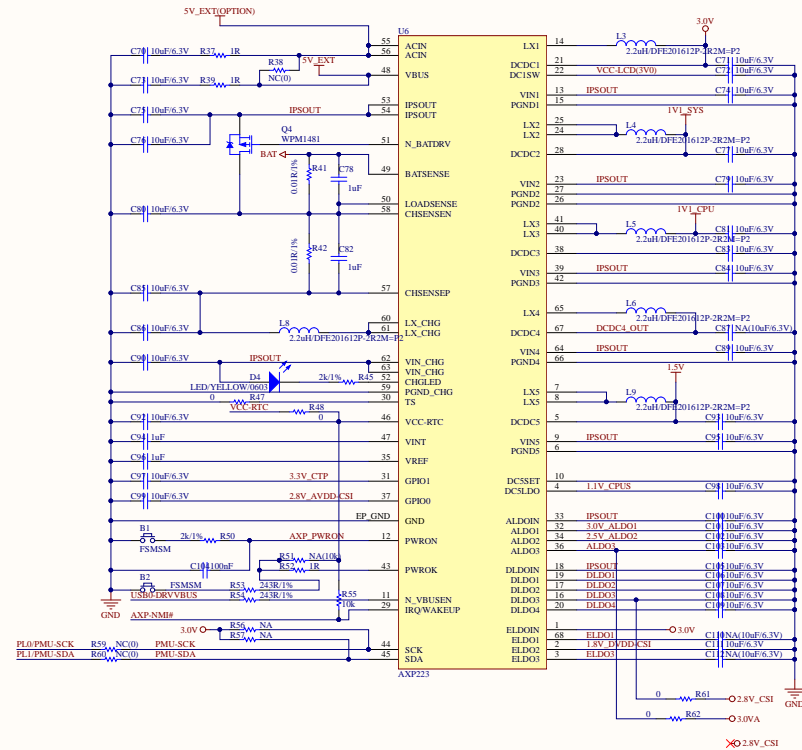 5V_EXT(OPTION)
U6
3.0V
C70 10uF/6.3V R37 1R
55 ACIN
56 ACIN
LX1 14
L3
2.2uH/DFE201612P-2R2M=P2
R38
NC(0)
5V_EXT
DCDC1 21
C71 10uF/6.3V
C73 10uF/6.3V R39 1R
48 VBUS
DC1SW 22 VCC-LCD(3V0)
C72 10uF/6.3V
VIN1 13 IPSOUT
C74 10uF/6.3V
C75 10uF/6.3V IPSOUT
53 IPSOUT
54 IPSOUT
PGND1 15
1V1_SYS
Q4
WPM1481
LX2 25
LX2 24
L4
2.2uH/DFE201612P-2R2M=P2
C76 10uF/6.3V
51 N_BATDRV
BAT
DCDC2 28
C77 10uF/6.3V
0.01R/1% R41
C78
1uF
49 BATSENSE
VIN2 23 IPSOUT
C79 10uF/6.3V
PGND2 27
PGND2 26
50 LOADSENSE
C80 10uF/6.3V
58 CHSENSEN
1V1_CPU
LX3 41
LX3 40
L5
2.2uH/DFE201612P-2R2M=P2
C81 10uF/6.3V
0.01R/1% R42
C82
1uF
DCDC3 38
C83 10uF/6.3V
VIN3 39 IPSOUT
C84 10uF/6.3V
PGND3 42
C85 10uF/6.3V
57 CHSENSEP
LX4 65
L6
2.2uH/DFE201612P-2R2M=P2
C86 10uF/6.3V
L8
2.2uH/DFE201612P-2R2M=P2
60 LX_CHG
61 LX_CHG
DCDC4 67 DCDC4_OUT
C87 NA(10uF/6.3V)
VIN4 64 IPSOUT
C89 10uF/6.3V
PGND4 66
C90 10uF/6.3V IPSOUT
62 VIN_CHG
63 VIN_CHG
1.5V
D4
LED/YELLOW/0603
2k/1% R45
52 CHGLED
59 PGND_CHG
LX5 7
LX5 8
L9
2.2uH/DFE201612P-2R2M=P2
0 R47
30 TS
VCC-RTC
R48
0
C92 10uF/6.3V
46 VCC-RTC
DCDC5 5
C93 10uF/6.3V
C94 1uF
47 VINT
VIN5 9 IPSOUT
C95 10uF/6.3V
PGND5 6
C96 1uF
35 VREF
C97 10uF/6.3V 3.3V_CTP
31 GPIO1
DC5SET 10
DC5LDO 4 1.1V_CPUS
C98 10uF/6.3V
C99 10uF/6.3V 2.8V_AVDD-CSI
37 GPIO0
EP_GND GND
ALDOIN 33 IPSOUT
C100 10uF/6.3V
ALDO1 32 3.0V_ALDO1
C101 10uF/6.3V
B1
FSMSM
2k/1% R50
AXP_PWRON
12 PWRON
ALDO2 34 2.5V_ALDO2
C102 10uF/6.3V
ALDO3 36 ALDO3
C103 10uF/6.3V
R51 NA(10k)
R52 1R
C104 100nF
43 PWROK
DLDOIN 18 IPSOUT
C105 10uF/6.3V
DLDO1 19 DLDO1
C106 10uF/6.3V
B2
FSMSM
R53 243R/1%
DLDO2 17 DLDO2
C107 10uF/6.3V
USB0-DRVVBUS
R54 243R/1%
R55
10k
11 N_VBUSEN
DLDO3 16 DLDO3
C108 10uF/6.3V
GND
AXP-NMI#
29 IRQ/WAKEUP
DLDO4 20 DLDO4
C109 10uF/6.3V
3.0V
R56 NA
R57 NA
ELDOIN 1 3.0V
ELDO1 68 ELDO1
C110 NA(10uF/6.3V)
PL0/PMU-SCK R59 NC(0) PMU-SCK
44 SCK
ELDO2 2 1.8V_DVDD-CSI
C111 10uF/6.3V
PL1/PMU-SDA R60 NC(0) PMU-SDA
45 SDA
ELDO3 3 ELDO3
C112 NA(10uF/6.3V)
AXP223
0 R61 2.8V_CSI
GND
0 R62 3.0VA
2.8V_CSI